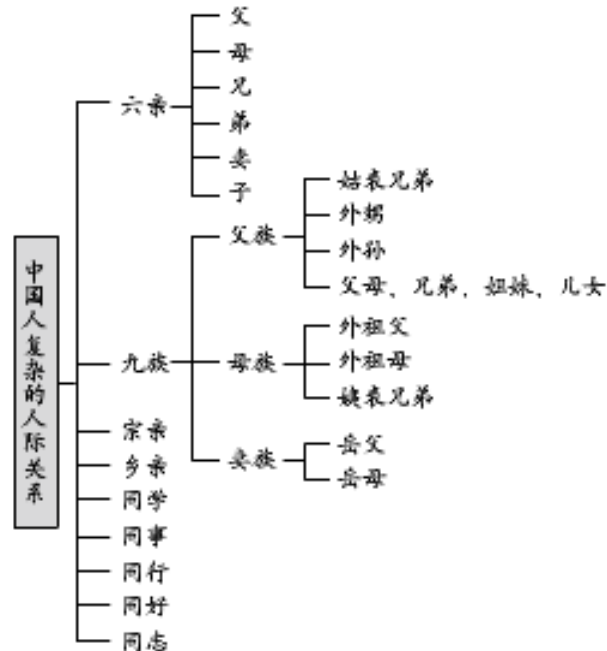 中国人复杂的人际关系
六亲
父
母
兄
弟
妻
子
九族
父族
姑表兄弟
外甥
外孙
父母、兄弟、姐妹、儿女
母族
外祖父
外祖母
姨表兄弟
妻族
岳父
岳母
宗亲
乡亲
同学
同事
同行
同好
同志